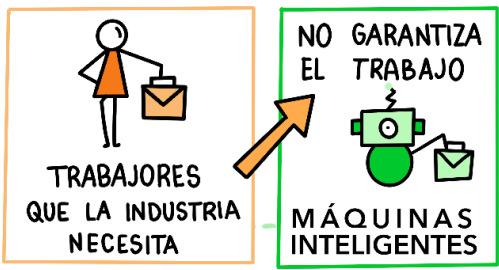 TRABAJORES
QUE LA INDUSTRIA
NECESITA
NO GARANTIZA
EL TRABAJO
MÁQUINAS
INTELIGENTES